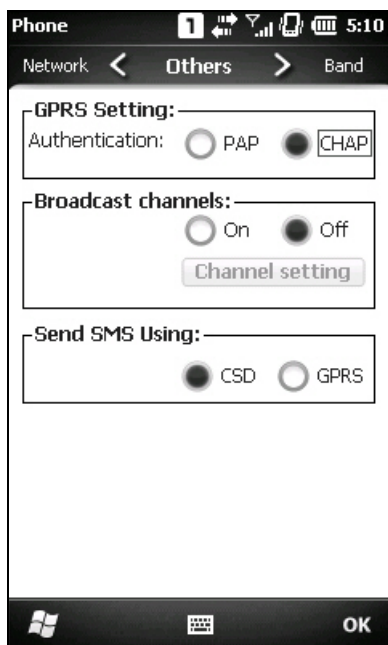 Phone 1 5:10
Network Others Band
GPRS Setting:
Authentication: PAP CHAP
Broadcast channels:
On Off
Channel setting
Send SMS Using:
CSD GPRS
OK